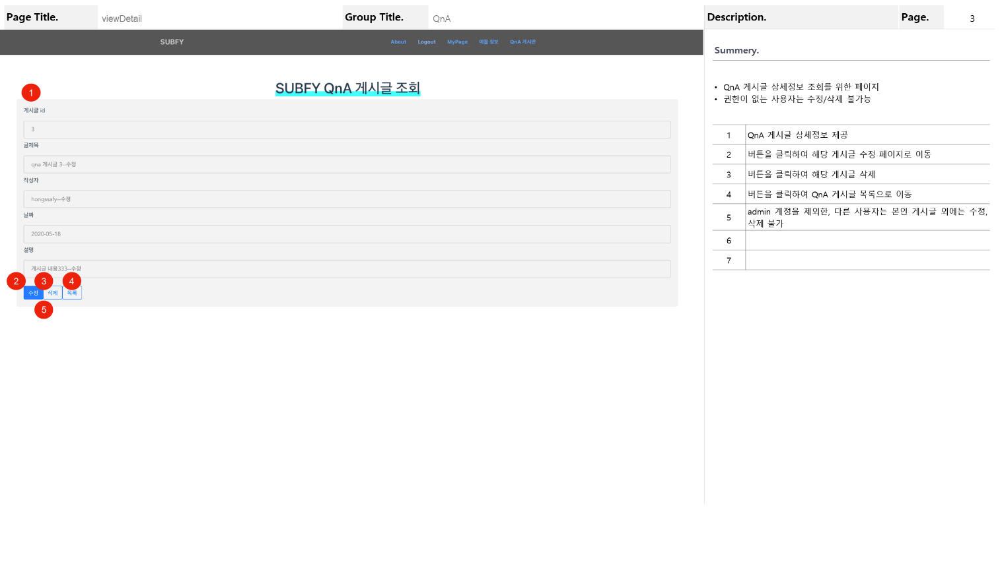 Page Title.
viewDetail
Group Title.
QnA
Description.
Page.
3
SUBFY
About
Logout
MyPage
매물 정보
QnA 게시판
SUBFY QnA 게시글 조회
1
게시글 id
3
글제목
qna 게시글 3--수정
작성자
hongssafy--수정
날짜
2020-05-18
설명
게시글 내용333--수정
2
3
4
수정
삭제
목록
5
Summery.
• QnA 게시글 상세정보 조회를 위한 페이지
• 권한이 없는 사용자는 수정/삭제 불가능
1 QnA 게시글 상세정보 제공
2 버튼을 클릭하여 해당 게시글 수정 페이지로 이동
3 버튼을 클릭하여 해당 게시글 삭제
4 버튼을 클릭하여 QnA 게시글 목록으로 이동
5 admin 계정을 제외한, 다른 사용자는 본인 게시글 외에는 수정,
삭제 불가
6
7